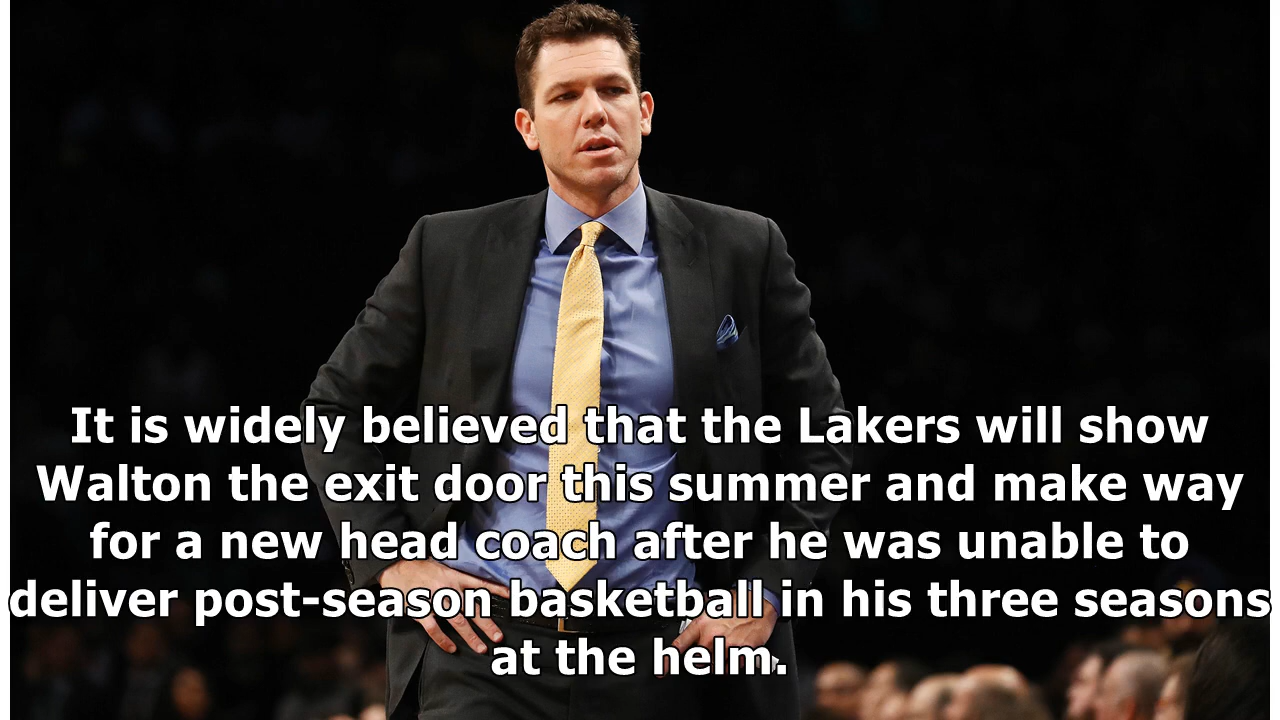 It is widely believed that the Lakers will show
Walton the exit door this summer and make way
for a new head coach after he was unable to
deliver post-season basketball in his three seasons
at the helm.